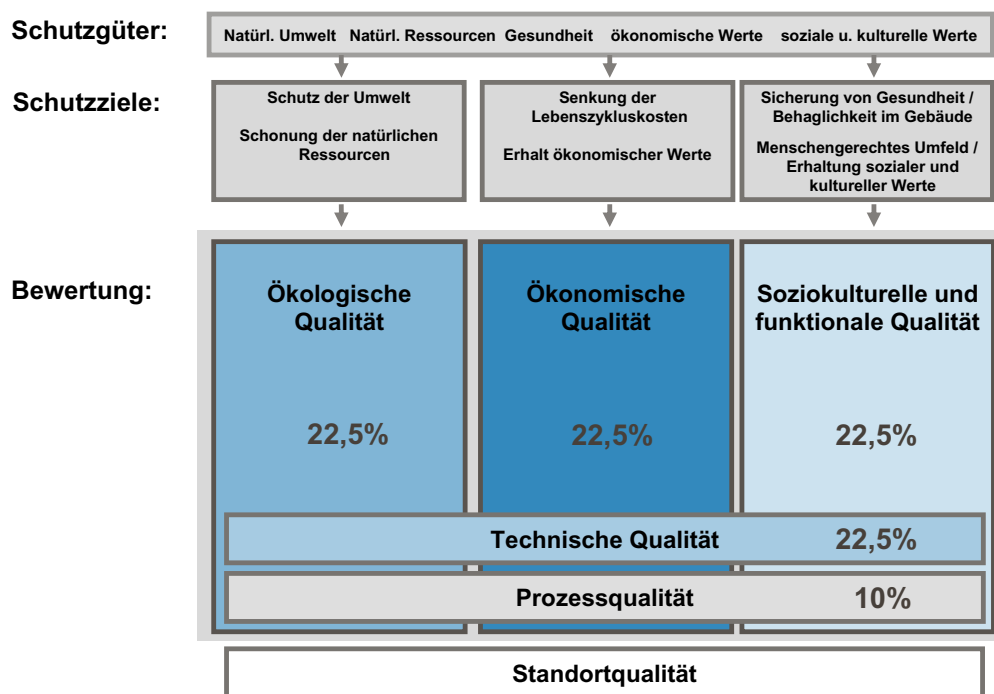 Schutzgüter:
Natürl. Umwelt Natürl. Ressourcen Gesundheit ökonomische Werte soziale u. kulturelle Werte
Schutzziele:
Schutz der Umwelt
Schonung der natürlichen
Ressourcen
Senkung der
Lebenszykluskosten
Erhalt ökonomischer Werte
Sicherung von Gesundheit /
Behaglichkeit im Gebäude
Menschengerechtes Umfeld /
Erhaltung sozialer und
kultureller Werte
Bewertung:
Ökologische
Qualität
22,5%
Ökonomische
Qualität
22,5%
Soziokulturelle und
funktionale Qualität
22,5%
Technische Qualität 22,5%
Prozessqualität 10%
Standortqualität